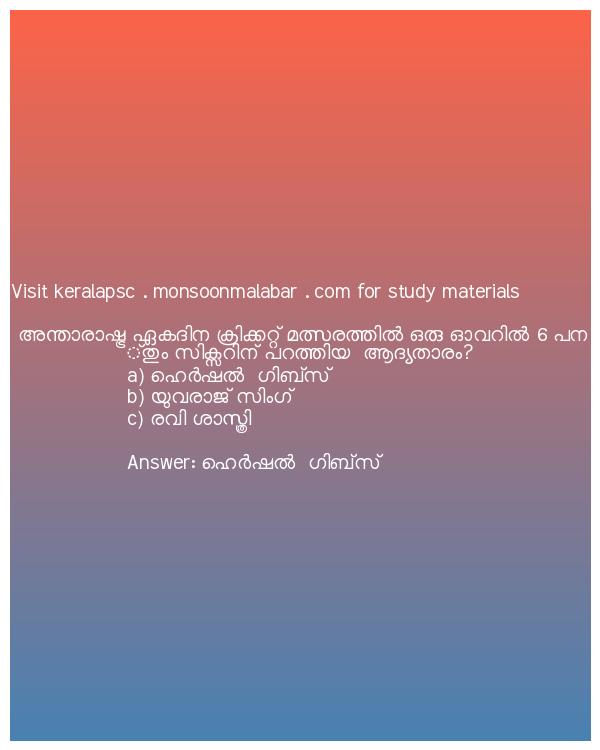 Visit keralapsc . monsoonmalabar . com for study materials
അന്താരാഷ്ട്ര ഏകദിന ക്രിക്കറ്റ് മത്സരത്തിൽ ഒരു ഓവറിൽ 6 പന
്തും സിക്സറിന് പറത്തിയ ആദ്യതാരം?
a) ഹെർഷൽ ഗിബ്സ്
b) യുവരാജ് സിംഗ്
c) രവി ശാസ്ത്രി
Answer: ഹെർഷൽ ഗിബ്സ്